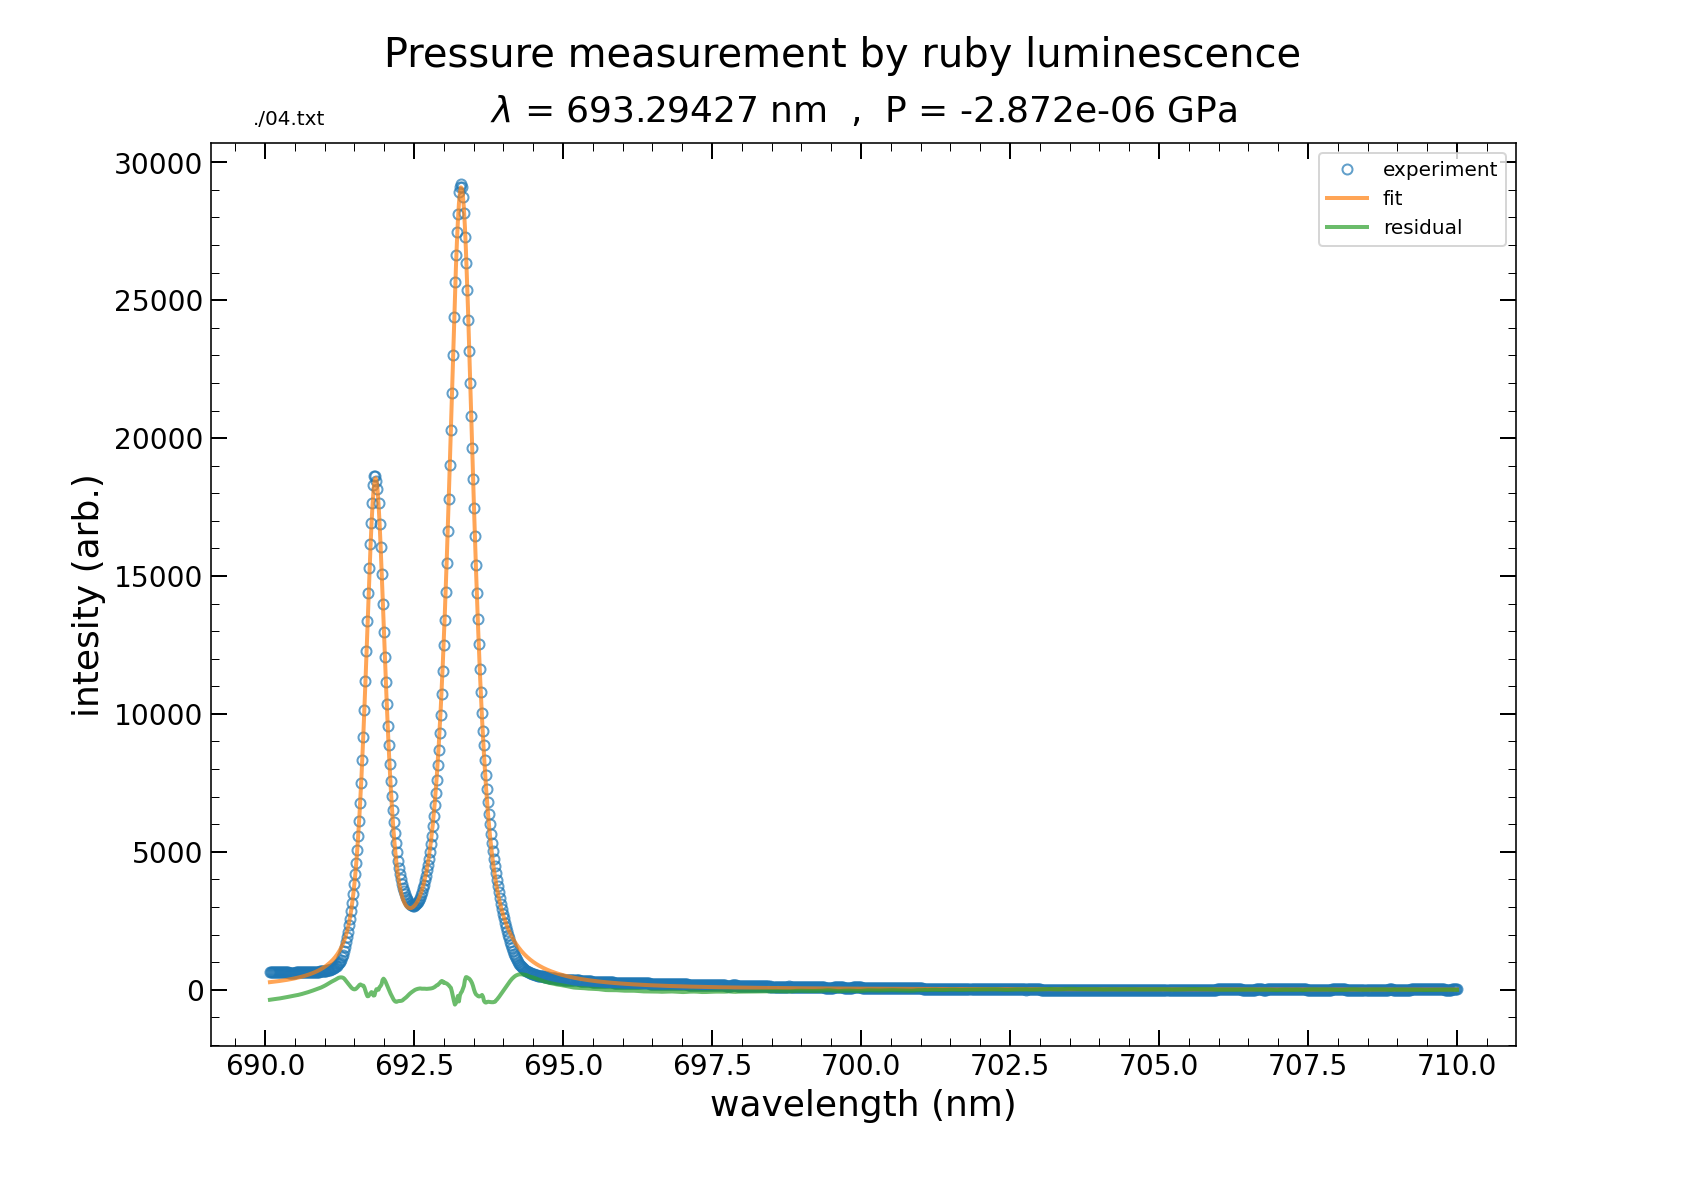 Pressure measurement by ruby luminescence
./04.txt
λ = 693.29427 nm , P = -2.872e-06 GPa
30000
25000
20000
15000
10000
5000
0
intesity (arb.)
experiment
fit
residual
690.0 692.5 695.0 697.5 700.0 702.5 705.0 707.5 710.0
wavelength (nm)